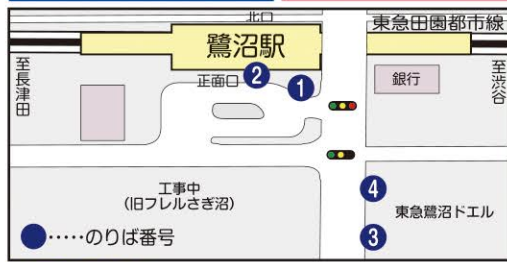 北口
東急田園都市線
鷺沼駅
至長津田
正面口
2
1
銀行
至渋谷
工事中
(旧フレルさぎ沼)
4
東急鷺沼ドエル
3
●‥‥‥のりば番号